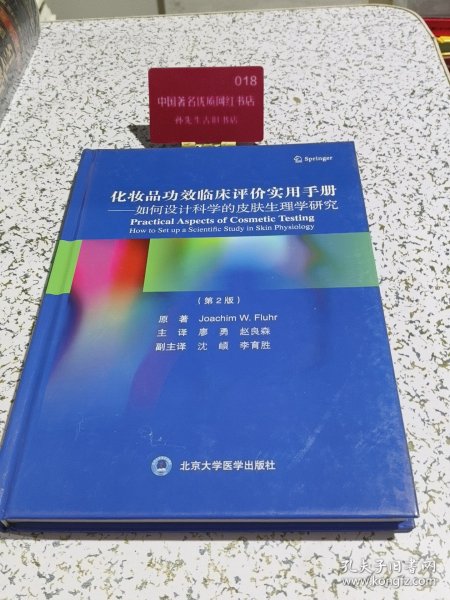 018
中国著名优质网红书店
孙先生古旧书店
Springer
化妆品功效临床评价实用手册
——如何设计科学的皮肤生理学研究
Practical Aspects of Cosmetic Testing
How to Set up a Scientific Study in Skin Physiology
（第2版）
原 著 Joachim W. Fluhr
主 译 廖 勇 赵良森
副主译 沈 崸 李育胜
北京大学医学出版社
孔夫子旧书网
www.kongfz.com